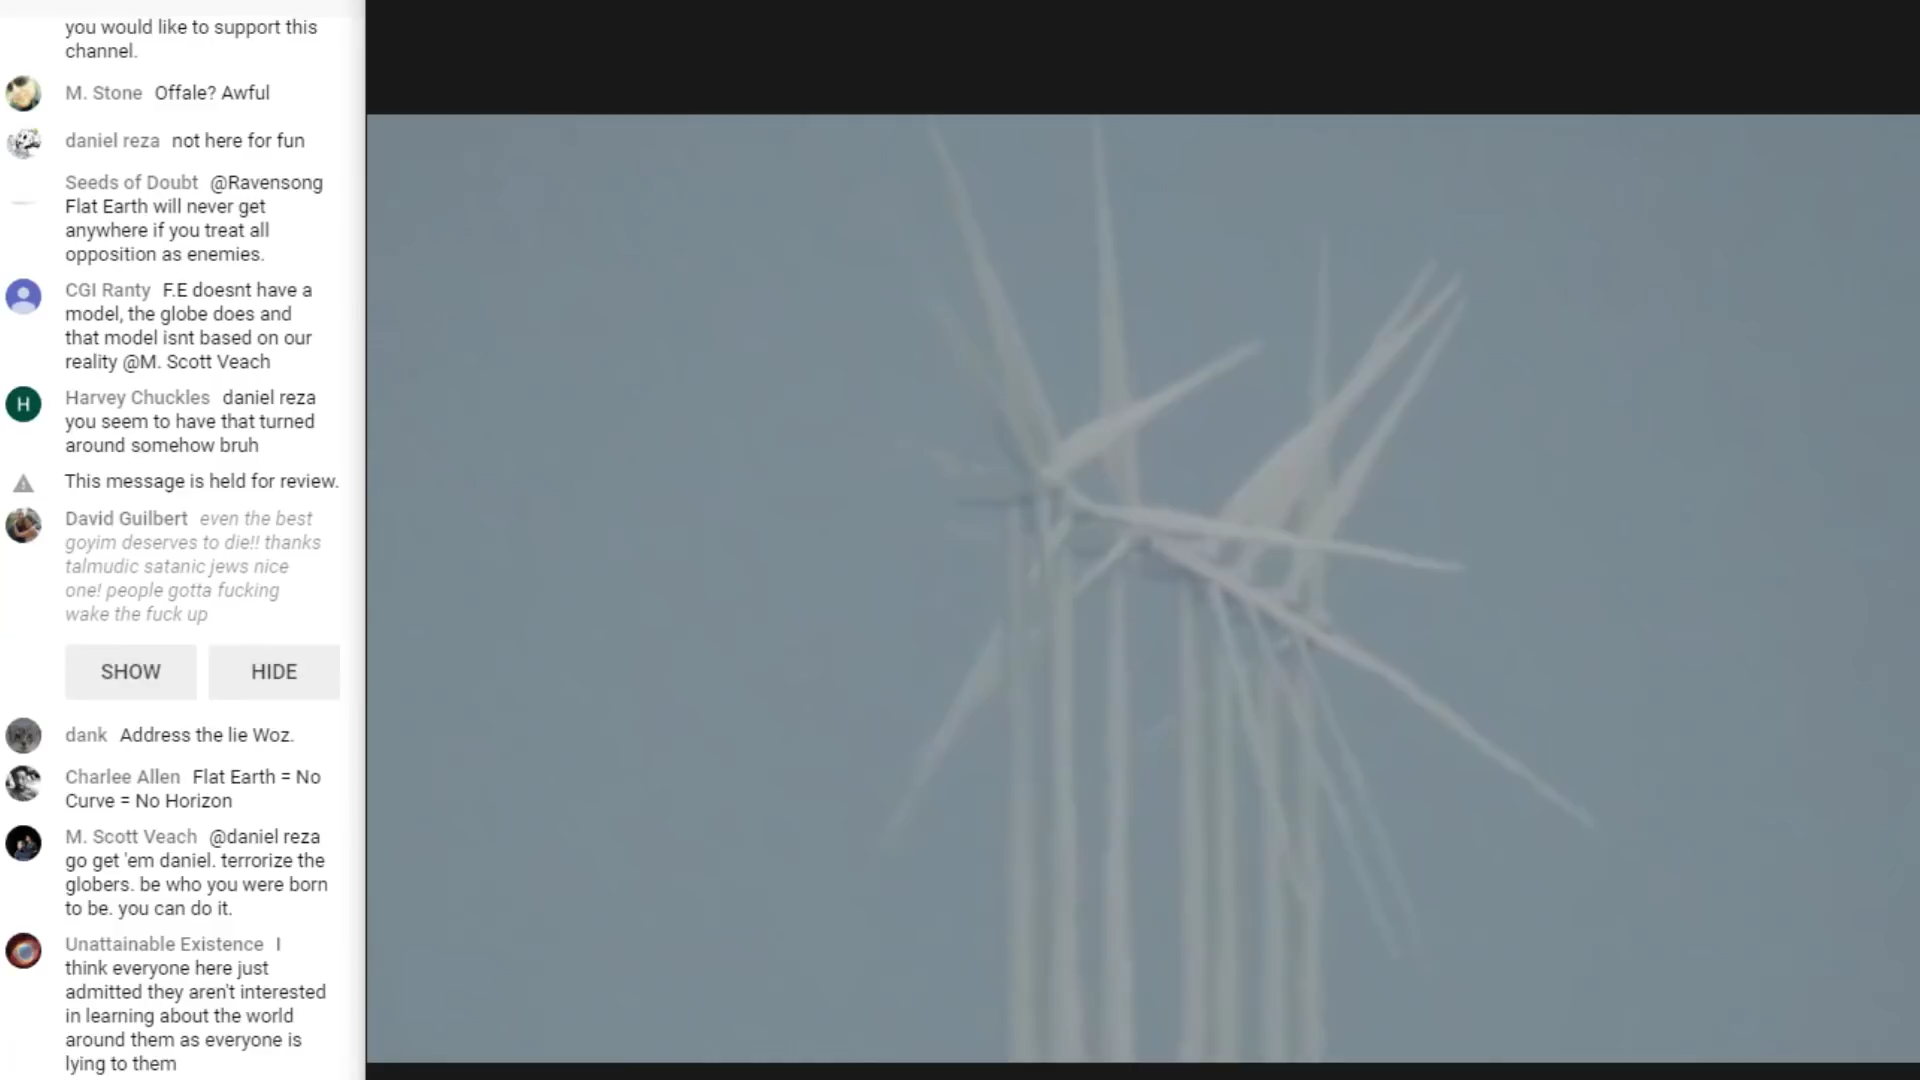 you would like to support this
channel.
M. Stone Offale? Awful
daniel reza not here for fun
Seeds of Doubt @Ravensong
Flat Earth will never get
anywhere if you treat all
opposition as enemies.
CGI Ranty F.E doesnt have a
model, the globe does and
that model isnt based on our
reality @M. Scott Veach
H
Harvey Chuckles daniel reza
you seem to have that turned
around somehow bruh
This message is held for review.
David Guilbert even the best
goyim deserves to die!! thanks
talmudic satanic jews nice
one! people gotta fucking
wake the fuck up
SHOW HIDE
dank Address the lie Woz.
Charlee Allen Flat Earth = No
Curve = No Horizon
M. Scott Veach @daniel reza
go get 'em daniel. terrorize the
globers. be who you were born
to be. you can do it.
Unattainable Existence I
think everyone here just
admitted they aren't interested
in learning about the world
around them as everyone is
lying to them